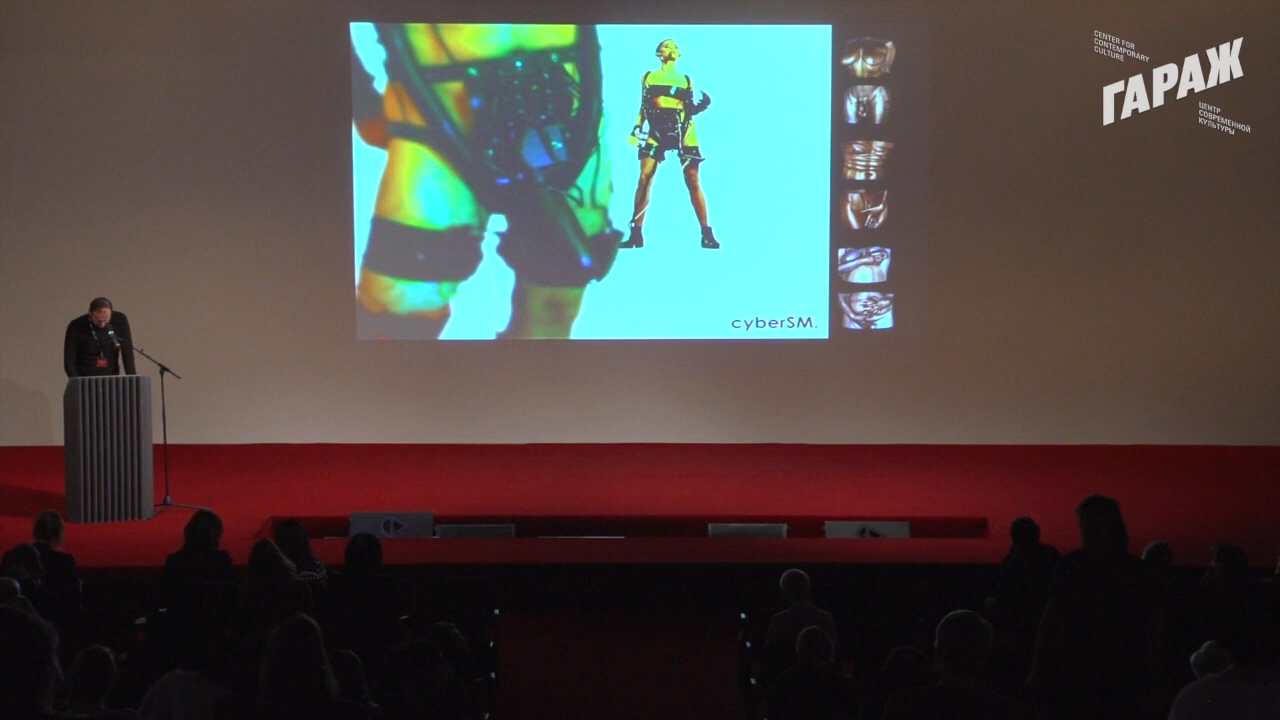 CENTER FOR
CONTEMPORARY
CULTURE
ГАРАЖ
ЦЕНТР
СОВРЕМЕННОЙ
КУЛЬТУРЫ
cyberSM.